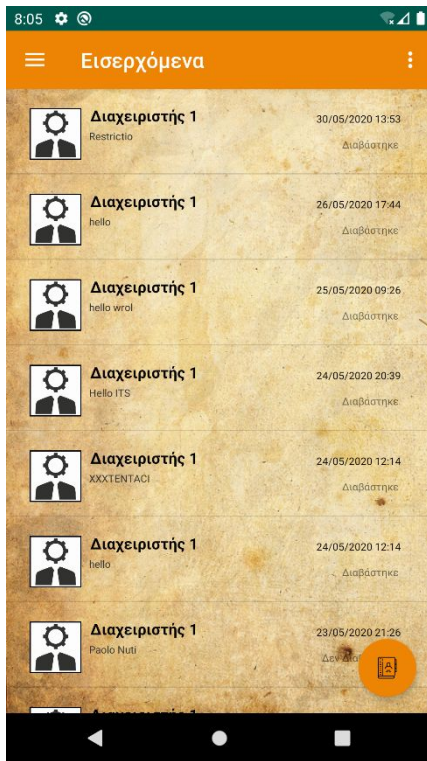 8:05
Εισερχόμενα
Διαχειριστής 1
30/05/2020 13:53
Restrictio
Διαβάστηκε
Διαχειριστής 1
26/05/2020 17:44
hello
Διαβάστηκε
Διαχειριστής 1
25/05/2020 09:26
hello wrol
Διαβάστηκε
Διαχειριστής 1
24/05/2020 20:39
Hello ITS
Διαβάστηκε
Διαχειριστής 1
24/05/2020 12:14
XXXTENTACI
Διαβάστηκε
Διαχειριστής 1
24/05/2020 12:14
hello
Διαβάστηκε
Διαχειριστής 1
23/05/2020 21:26
Paolo Nuti
Δεν